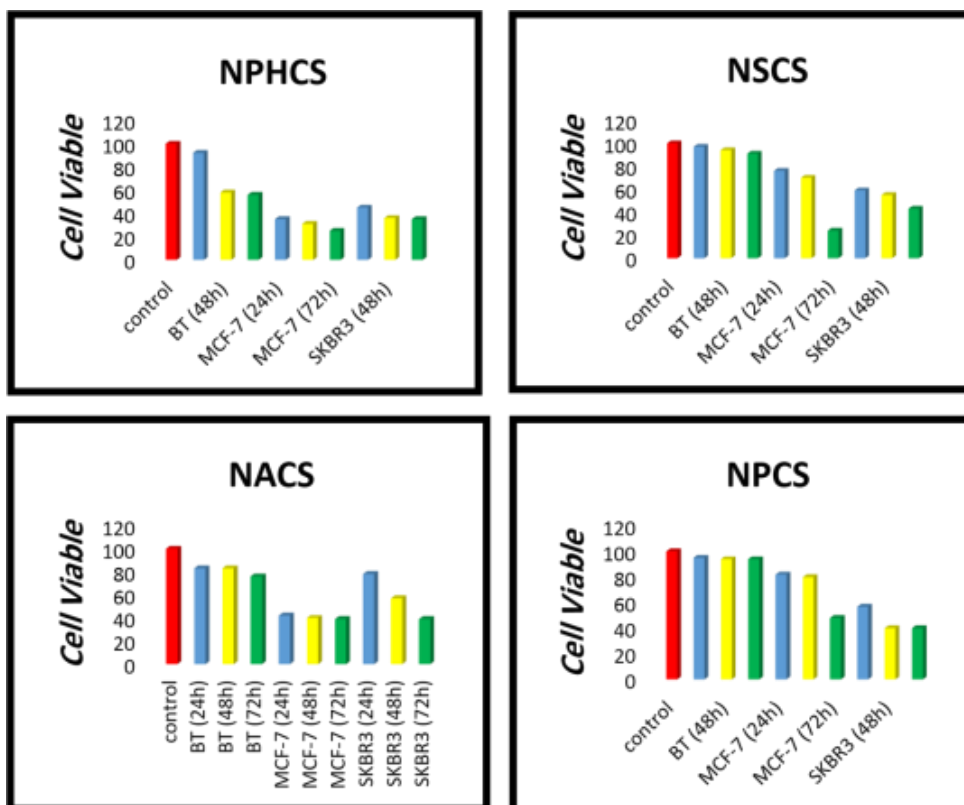 NPHCS
Cell Viable
120
100
80
60
40
20
0
control
BT (48h)
MCF-7 (24h)
MCF-7 (72h)
SKBR3 (48h)
NSCS
Cell Viable
120
100
80
60
40
20
0
control
BT (48h)
MCF-7 (24h)
MCF-7 (72h)
SKBR3 (48h)
NACS
Cell Viable
120
100
80
60
40
20
0
control
BT (24h)
BT (48h)
BT (72h)
MCF-7 (24h)
MCF-7 (48h)
MCF-7 (72h)
SKBR3 (24h)
SKBR3 (48h)
SKBR3 (72h)
NPCS
Cell Viable
120
100
80
60
40
20
0
control
BT (48h)
MCF-7 (24h)
MCF-7 (72h)
SKBR3 (48h)